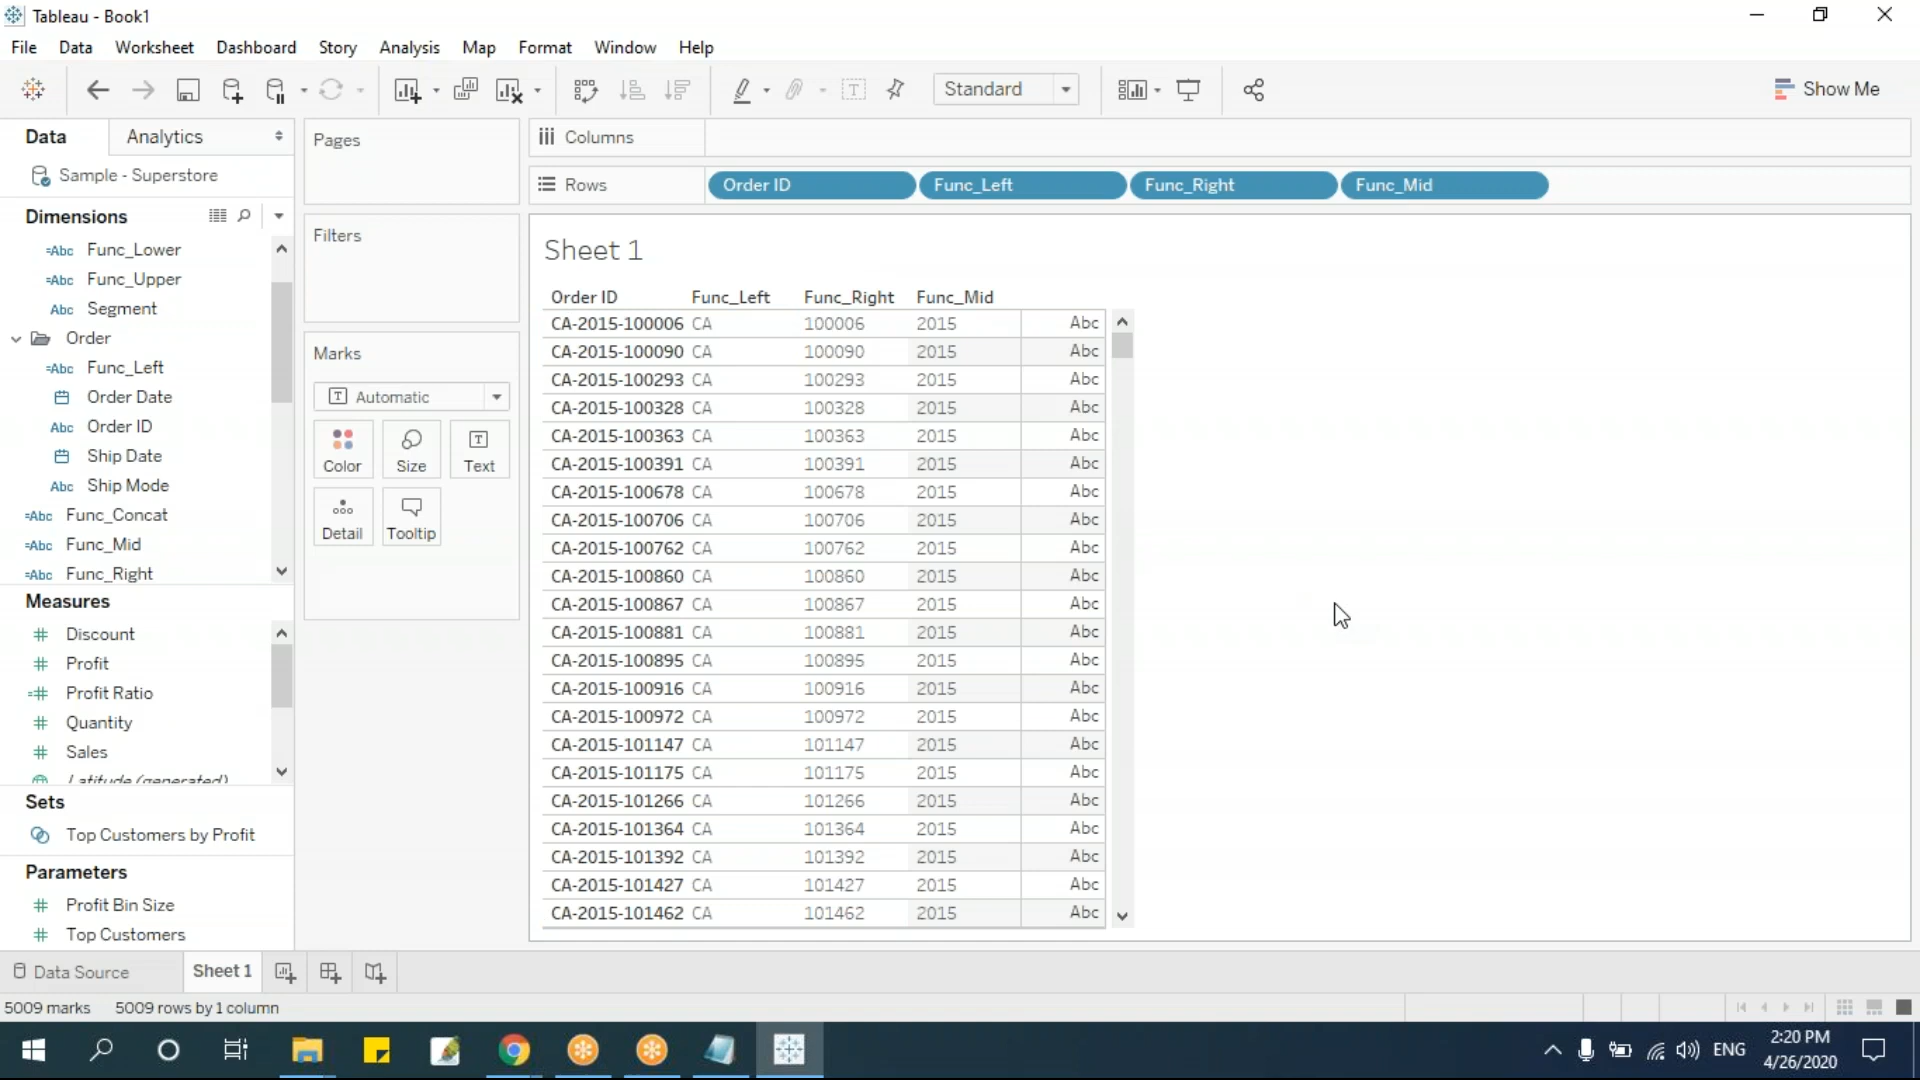 Tableau - Book1
File Data Worksheet Dashboard Story Analysis Map Format Window Help
Standard
Show Me
Data Analytics
Sample - Superstore
Dimensions
=Abc Func_Lower
=Abc Func_Upper
Abc Segment
Order
=Abc Func_Left
Order Date
Abc Order ID
Ship Date
Abc Ship Mode
=Abc Func_Concat
=Abc Func_Mid
=Abc Func_Right
Measures
# Discount
# Profit
=# Profit Ratio
# Quantity
# Sales
Latitude (generated)
Sets
Top Customers by Profit
Parameters
# Profit Bin Size
# Top Customers
Pages
Filters
Marks
Automatic
Color Size Text
Detail Tooltip
Columns
Rows Order ID Func_Left Func_Right Func_Mid
Sheet 1
Order ID Func_Left Func_Right Func_Mid
CA-2015-100006 CA 100006 2015 Abc
CA-2015-100090 CA 100090 2015 Abc
CA-2015-100293 CA 100293 2015 Abc
CA-2015-100328 CA 100328 2015 Abc
CA-2015-100363 CA 100363 2015 Abc
CA-2015-100391 CA 100391 2015 Abc
CA-2015-100678 CA 100678 2015 Abc
CA-2015-100706 CA 100706 2015 Abc
CA-2015-100762 CA 100762 2015 Abc
CA-2015-100860 CA 100860 2015 Abc
CA-2015-100867 CA 100867 2015 Abc
CA-2015-100881 CA 100881 2015 Abc
CA-2015-100895 CA 100895 2015 Abc
CA-2015-100916 CA 100916 2015 Abc
CA-2015-100972 CA 100972 2015 Abc
CA-2015-101147 CA 101147 2015 Abc
CA-2015-101175 CA 101175 2015 Abc
CA-2015-101266 CA 101266 2015 Abc
CA-2015-101364 CA 101364 2015 Abc
CA-2015-101392 CA 101392 2015 Abc
CA-2015-101427 CA 101427 2015 Abc
CA-2015-101462 CA 101462 2015 Abc
Data Source Sheet 1
5009 marks 5009 rows by 1 column
ENG
2:20 PM
4/26/2020